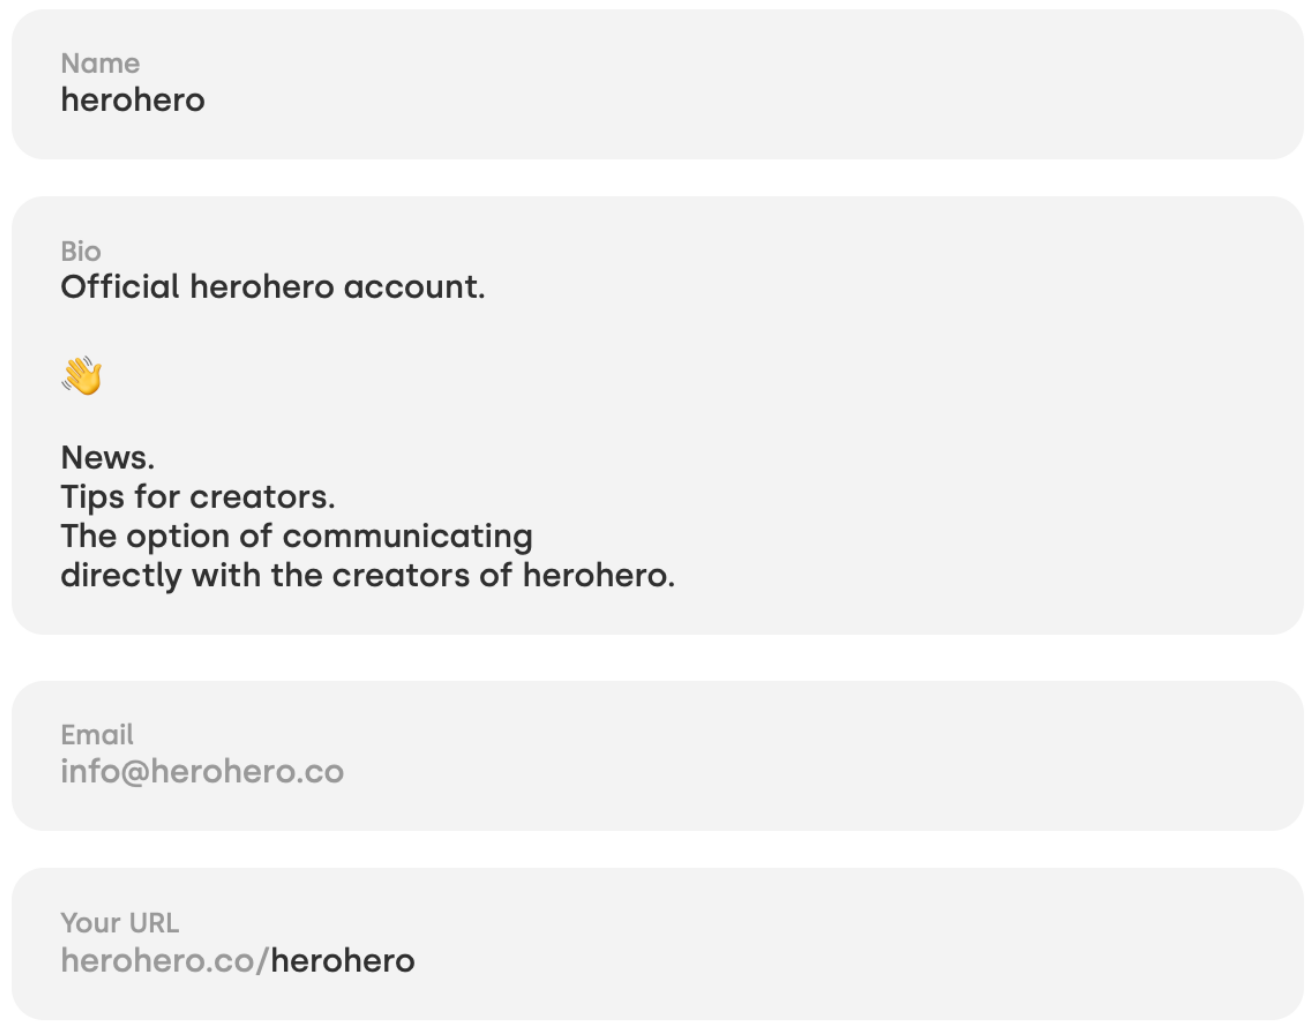 Name
herohero
Bio
Official herohero account.
👋
News.
Tips for creators.
The option of communicating
directly with the creators of herohero.
Email
info@herohero.co
Your URL
herohero.co/herohero